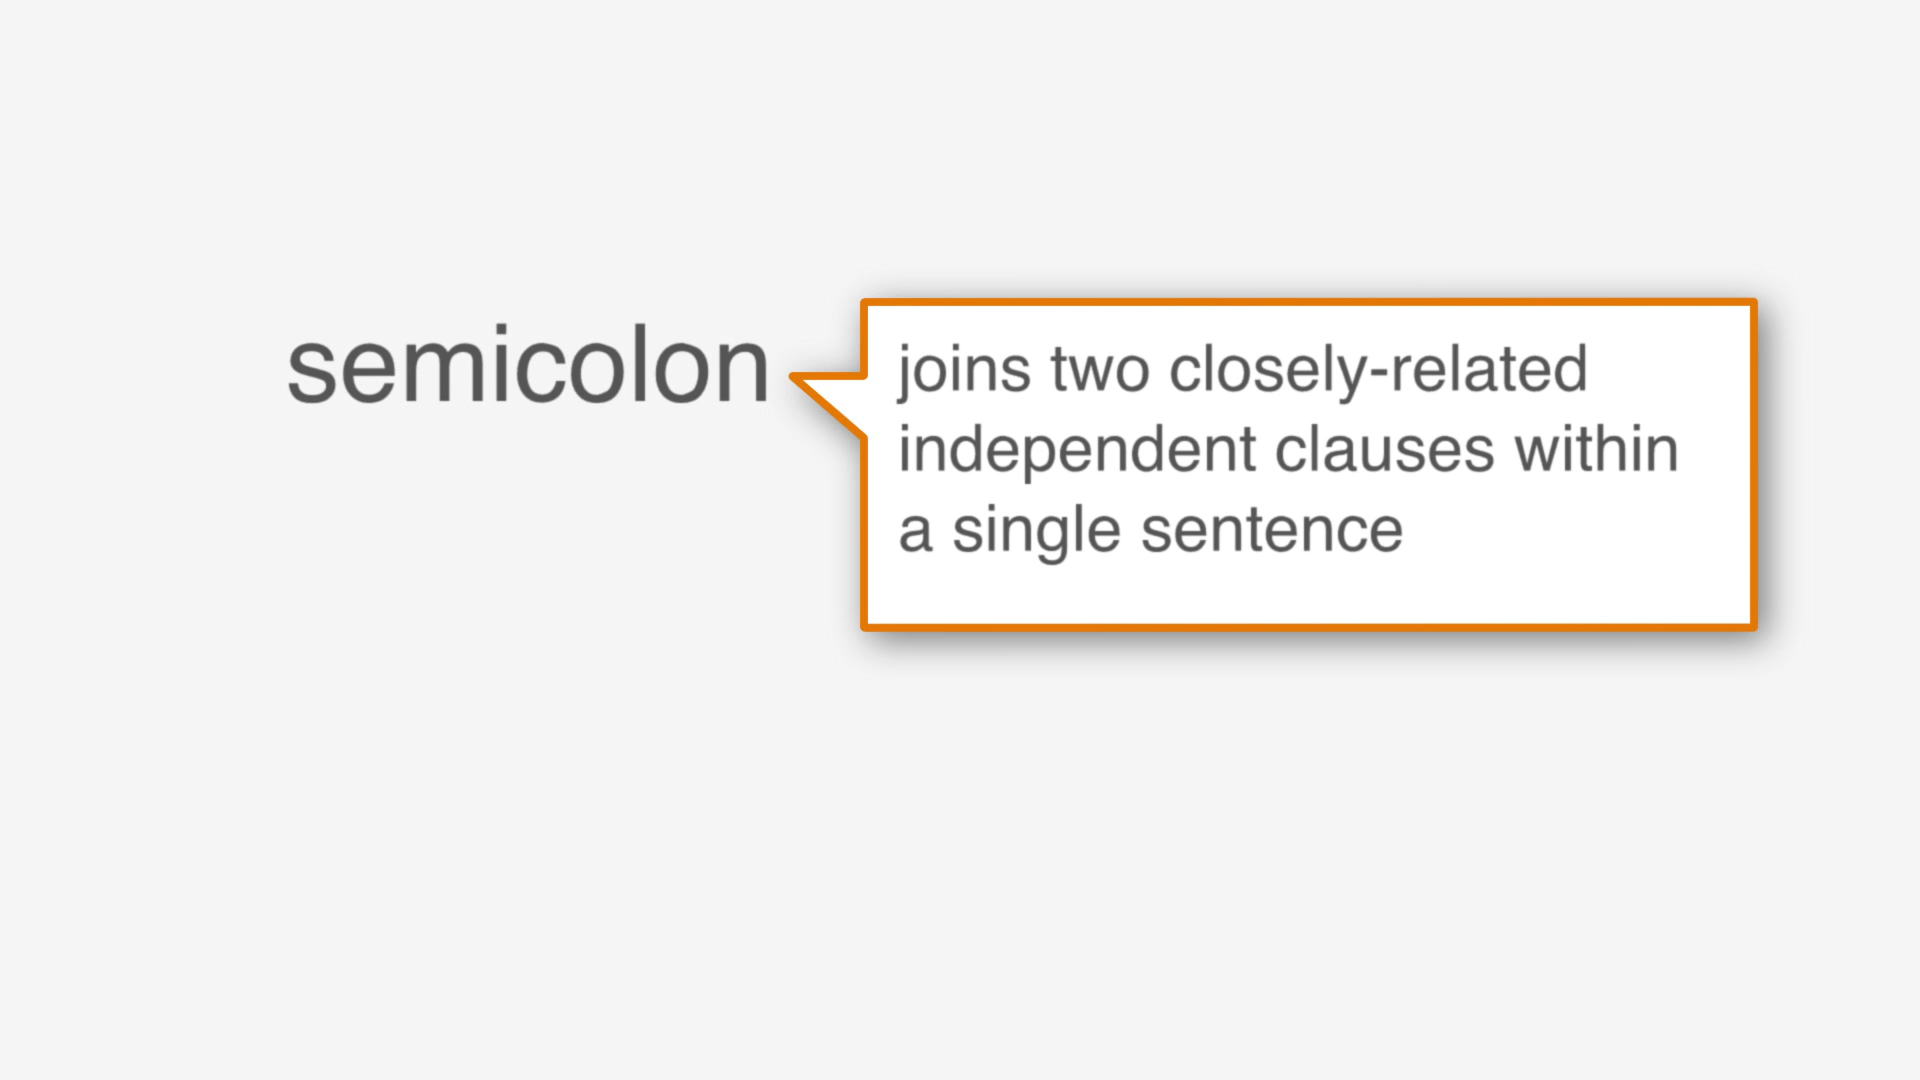 semicolon
joins two closely-related
independent clauses within
a single sentence